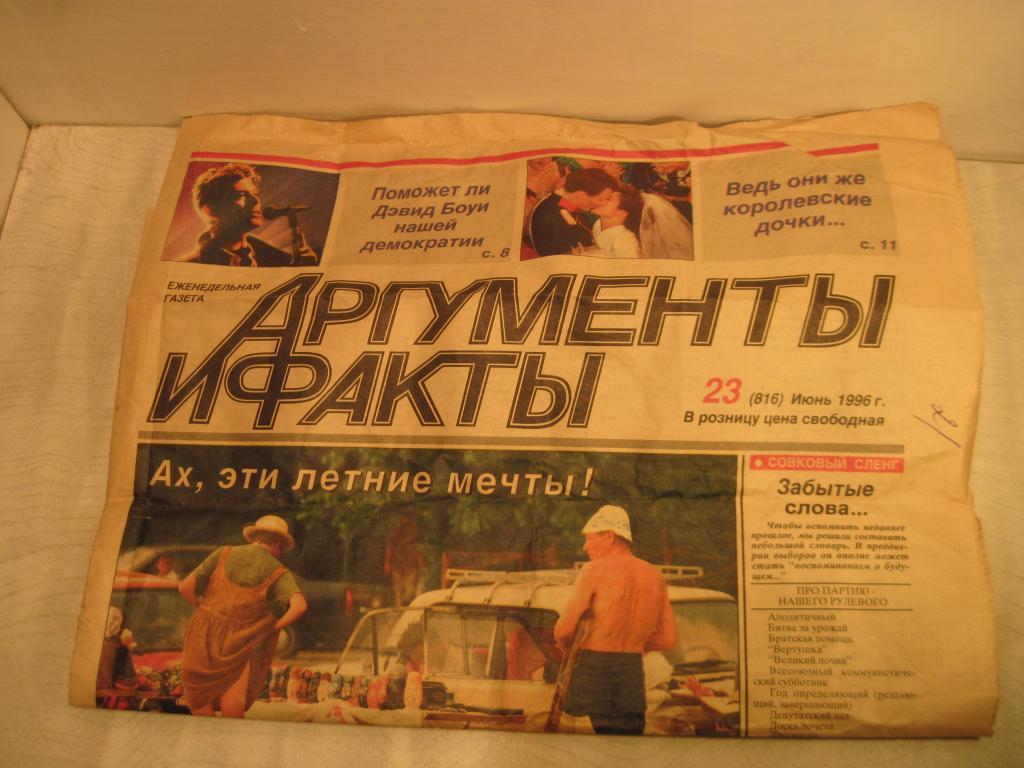 Поможет ли
Дэвид Боуи
нашей
демократии
с. 8
Ведь они же
королевские
дочки...
с. 11
ЕЖЕНЕДЕЛЬНАЯ
ГАЗЕТА
АРГУМЕНТЫ
И ФАКТЫ
23 (816) Июнь 1996 г.
В розницу цена свободная
Ах, эти летние мечты!
• СОВКОВЫЙ СЛЕНГ
Забытые
слова...
Чтобы вспомнить недавнее
прошлое, мы решили составить
небольшой словарь. В преддве-
рии выборов он вполне может
стать "воспоминанием о буду-
щем..."
ПРО ПАРТИЮ -
НАШЕГО РУЛЕВОГО
Аполитичный
Битва за урожай
Братская помощь
"Вертушка"
"Великий почин"
Всесоюзный коммунистиче-
ский субботник
Год определяющий (решаю-
щий, завершающий)
Депутатский зал
Доска почета